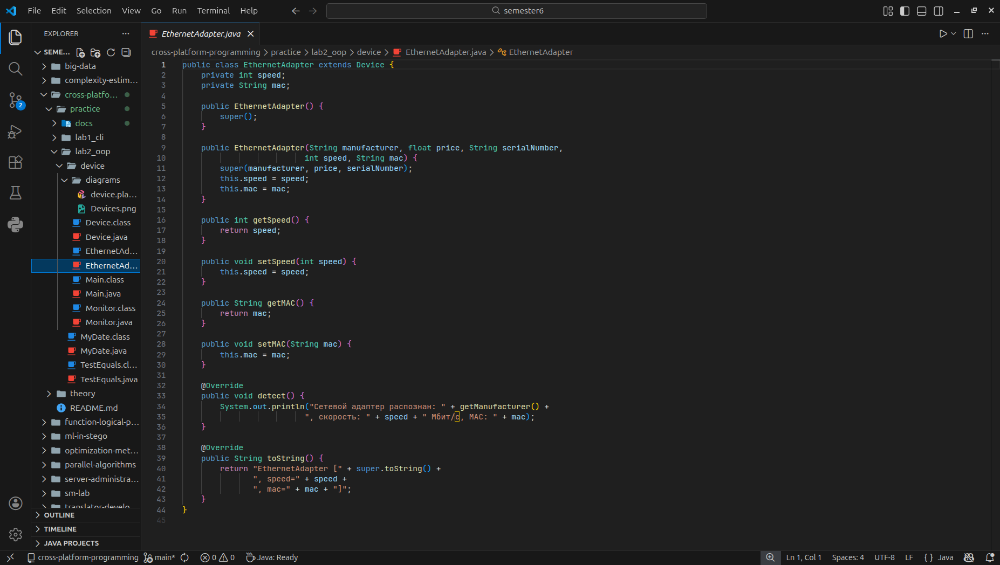 File Edit Selection View Go Run Terminal Help
semester6
EXPLORER
SEME...
big-data
complexity-estim...
cross-platfo...
practice
docs
lab1_cli
lab2_oop
device
diagrams
device.pla...
Devices.png
Device.class
Device.java
EthernetAd...
EthernetAd...
Main.class
Main.java
Monitor.class
Monitor.java
MyDate.class
MyDate.java
TestEquals.cl...
TestEquals.java
theory
README.md
function-logical-p...
ml-in-stego
optimization-met...
parallel-algorithms
server-administra...
sm-lab
translator-develo
OUTLINE
TIMELINE
JAVA PROJECTS
2
EthernetAdapter.java
cross-platform-programming > practice > lab2_oop > device > EthernetAdapter.java > EthernetAdapter
1 public class EthernetAdapter extends Device {
2 private int speed;
3 private String mac;
4
5 public EthernetAdapter() {
6 super();
7 }
8
9 public EthernetAdapter(String manufacturer, float price, String serialNumber,
10 int speed, String mac) {
11 super(manufacturer, price, serialNumber);
12 this.speed = speed;
13 this.mac = mac;
14 }
15
16 public int getSpeed() {
17 return speed;
18 }
19
20 public void setSpeed(int speed) {
21 this.speed = speed;
22 }
23
24 public String getMAC() {
25 return mac;
26 }
27
28 public void setMAC(String mac) {
29 this.mac = mac;
30 }
31
32 @Override
33 public void detect() {
34 System.out.println("Сетевой адаптер распознан: " + getManufacturer() +
35 ", скорость: " + speed + " Мбит/с, MAC: " + mac);
36 }
37
38 @Override
39 public String toString() {
40 return "EthernetAdapter [" + super.toString() +
41 ", speed=" + speed +
42 ", mac=" + mac + "]";
43 }
44 }
45
cross-platform-programming main* 0 0 Java: Ready
Ln 1, Col 1 Spaces: 4 UTF-8 LF { } Java